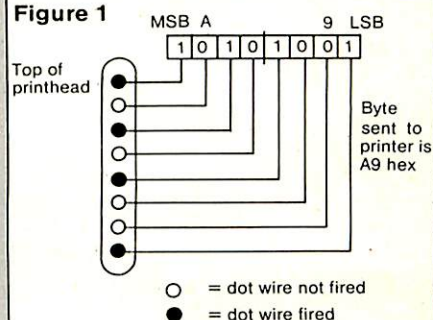 Figure 1
MSB A 9 LSB
1 0 1 0 1 0 0 1
Top of
printhead
Byte
sent to
printer is
A9 hex
= dot wire not fired
= dot wire fired